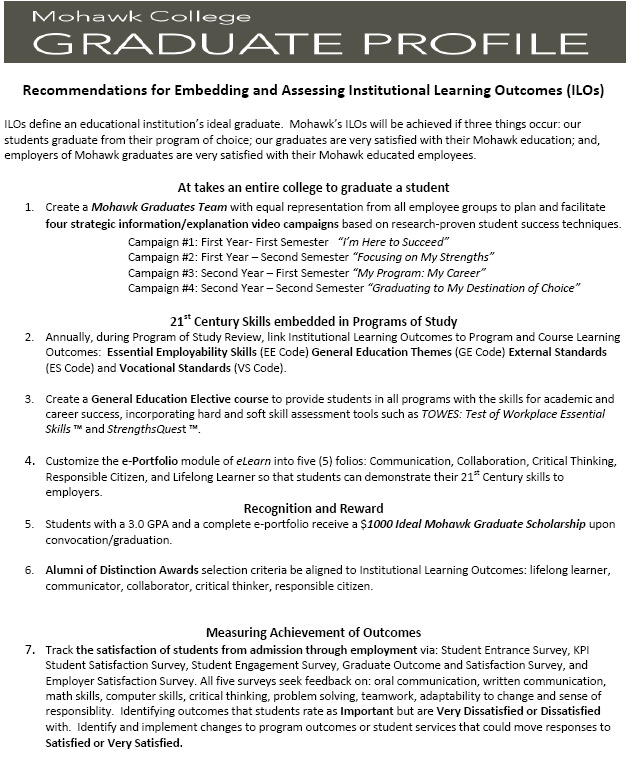 Mohawk College
GRADUATE PROFILE
Recommendations for Embedding and Assessing Institutional Learning Outcomes (ILOs)
ILOs define an educational institution's ideal graduate. Mohawk's ILOs will be achieved if three things occur: our
students graduate from their program of choice; our graduates are very satisfied with their Mohawk education; and,
employers of Mohawk graduates are very satisfied with their Mohawk educated employees.
At takes an entire college to graduate a student
1. Create a Mohawk Graduates Team with equal representation from all employee groups to plan and facilitate
four strategic information/explanation video campaigns based on research-proven student success techniques.
Campaign #1: First Year- First Semester "I'm Here to Succeed"
Campaign #2: First Year – Second Semester "Focusing on My Strengths"
Campaign #3: Second Year – First Semester "My Program: My Career"
Campaign #4: Second Year – Second Semester "Graduating to My Destination of Choice"
21st Century Skills embedded in Programs of Study
2. Annually, during Program of Study Review, link Institutional Learning Outcomes to Program and Course Learning
Outcomes: Essential Employability Skills (EE Code) General Education Themes (GE Code) External Standards
(ES Code) and Vocational Standards (VS Code).
3. Create a General Education Elective course to provide students in all programs with the skills for academic and
career success, incorporating hard and soft skill assessment tools such as TOWES: Test of Workplace Essential
Skills ™ and StrengthsQuest ™.
4. Customize the e-Portfolio module of eLearn into five (5) folios: Communication, Collaboration, Critical Thinking,
Responsible Citizen, and Lifelong Learner so that students can demonstrate their 21st Century skills to
employers.
Recognition and Reward
5. Students with a 3.0 GPA and a complete e-portfolio receive a $1000 Ideal Mohawk Graduate Scholarship upon
convocation/graduation.
6. Alumni of Distinction Awards selection criteria be aligned to Institutional Learning Outcomes: lifelong learner,
communicator, collaborator, critical thinker, responsible citizen.
Measuring Achievement of Outcomes
7. Track the satisfaction of students from admission through employment via: Student Entrance Survey, KPI
Student Satisfaction Survey, Student Engagement Survey, Graduate Outcome and Satisfaction Survey, and
Employer Satisfaction Survey. All five surveys seek feedback on: oral communication, written communication,
math skills, computer skills, critical thinking, problem solving, teamwork, adaptability to change and sense of
responsiblity. Identifying outcomes that students rate as Important but are Very Dissatisfied or Dissatisfied
with. Identify and implement changes to program outcomes or student services that could move responses to
Satisfied or Very Satisfied.